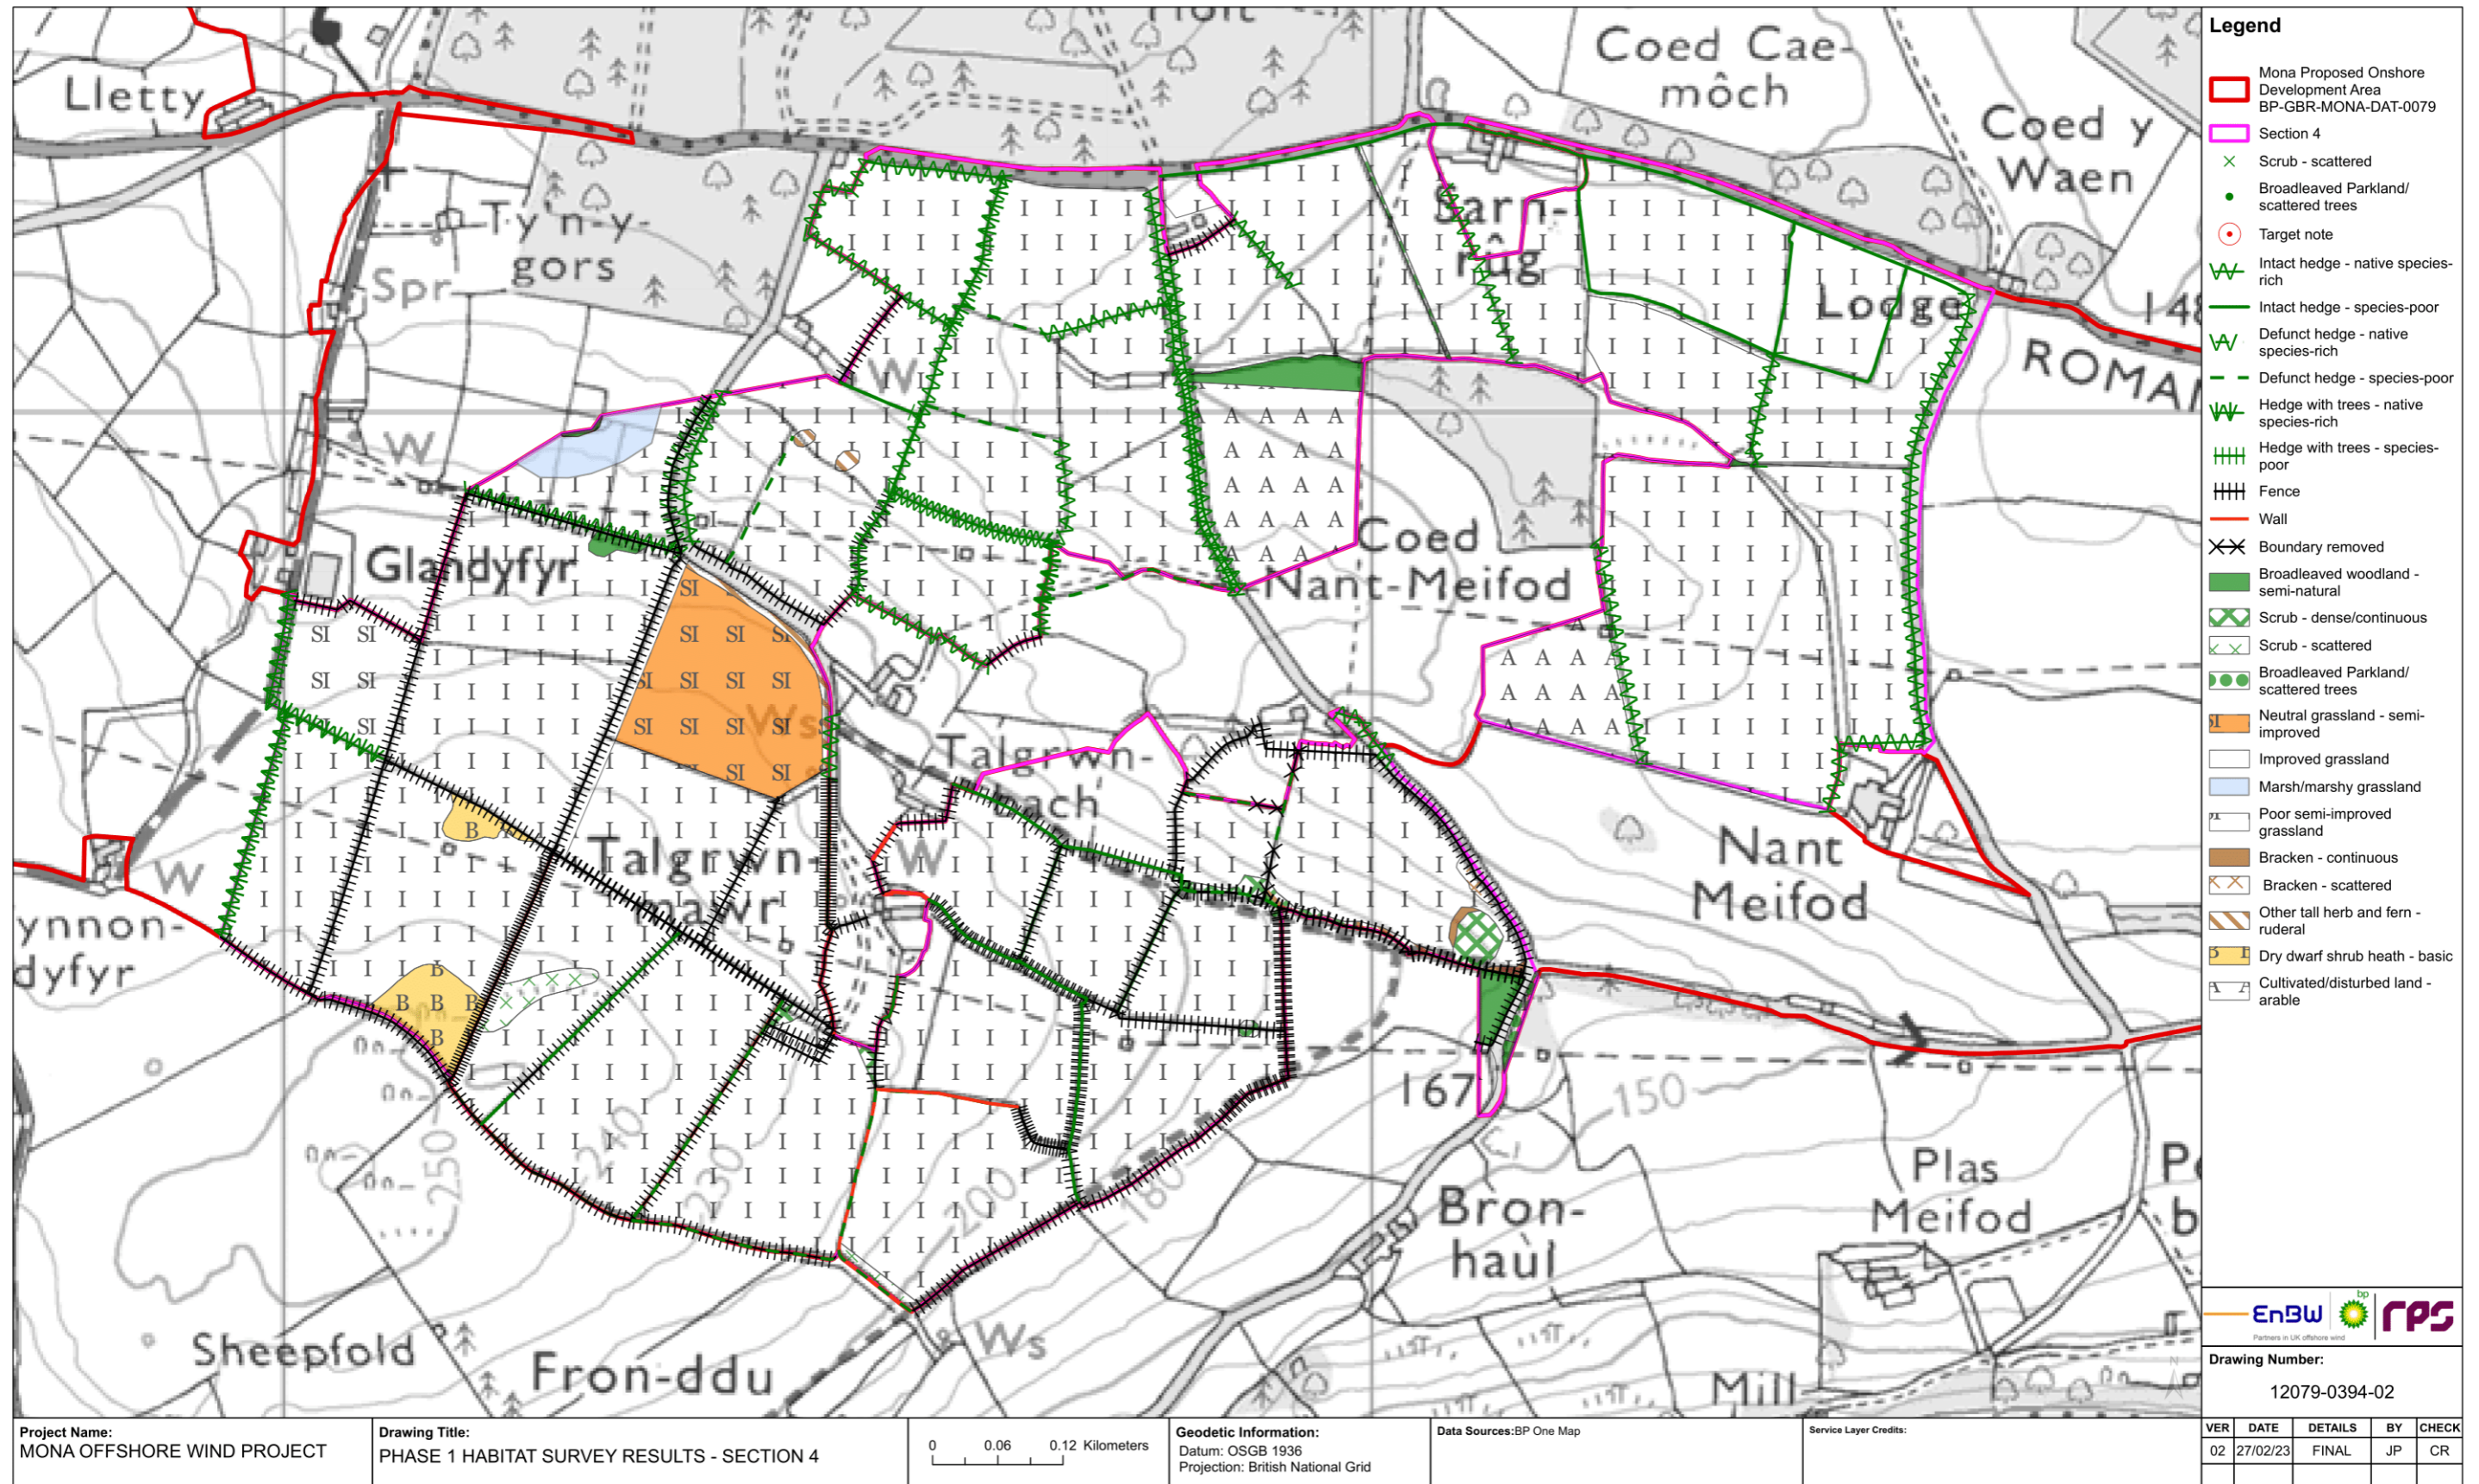 Lletty
Holt
Coed Cae-
môch
Coed y
Waen
Ty'n-y-
gors
Spr
Sarn-
rûg
Lodge
148
ROMAN
W
W
Glandyfyr
Coed
Nant-Meifod
Ws
Talgrwn-
bach
W
Talgrwn-
mawr
W
Nant
Meifod
ynnon-
dyfyr
167
150
250
240
230
200
180
Bron-
haul
Plas
Meifod
Sheepfold
Fron-ddu
Ws
Mill
Legend
Mona Proposed Onshore
Development Area
BP-GBR-MONA-DAT-0079
Section 4
Scrub - scattered
Broadleaved Parkland/
scattered trees
Target note
Intact hedge - native species-
rich
Intact hedge - species-poor
Defunct hedge - native
species-rich
Defunct hedge - species-poor
Hedge with trees - native
species-rich
Hedge with trees - species-
poor
Fence
Wall
Boundary removed
Broadleaved woodland -
semi-natural
Scrub - dense/continuous
Scrub - scattered
Broadleaved Parkland/
scattered trees
Neutral grassland - semi-
improved
Improved grassland
Marsh/marshy grassland
Poor semi-improved
grassland
Bracken - continuous
Bracken - scattered
Other tall herb and fern -
ruderal
Dry dwarf shrub heath - basic
Cultivated/disturbed land -
arable
EnBW bp rps
Partners in UK offshore wind
Drawing Number:
12079-0394-02
VER DATE DETAILS BY CHECK
02 27/02/23 FINAL JP CR
Project Name:
MONA OFFSHORE WIND PROJECT
Drawing Title:
PHASE 1 HABITAT SURVEY RESULTS - SECTION 4
0 0.06 0.12 Kilometers
Geodetic Information:
Datum: OSGB 1936
Projection: British National Grid
Data Sources:BP One Map
Service Layer Credits: